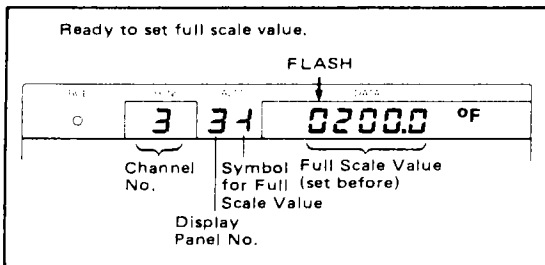 Ready to set full scale value.
FLASH
DATA
3 3 0200.0 °F
Channel Symbol Full Scale Value
No. for Full (set before)
Scale Value
Display
Panel No.